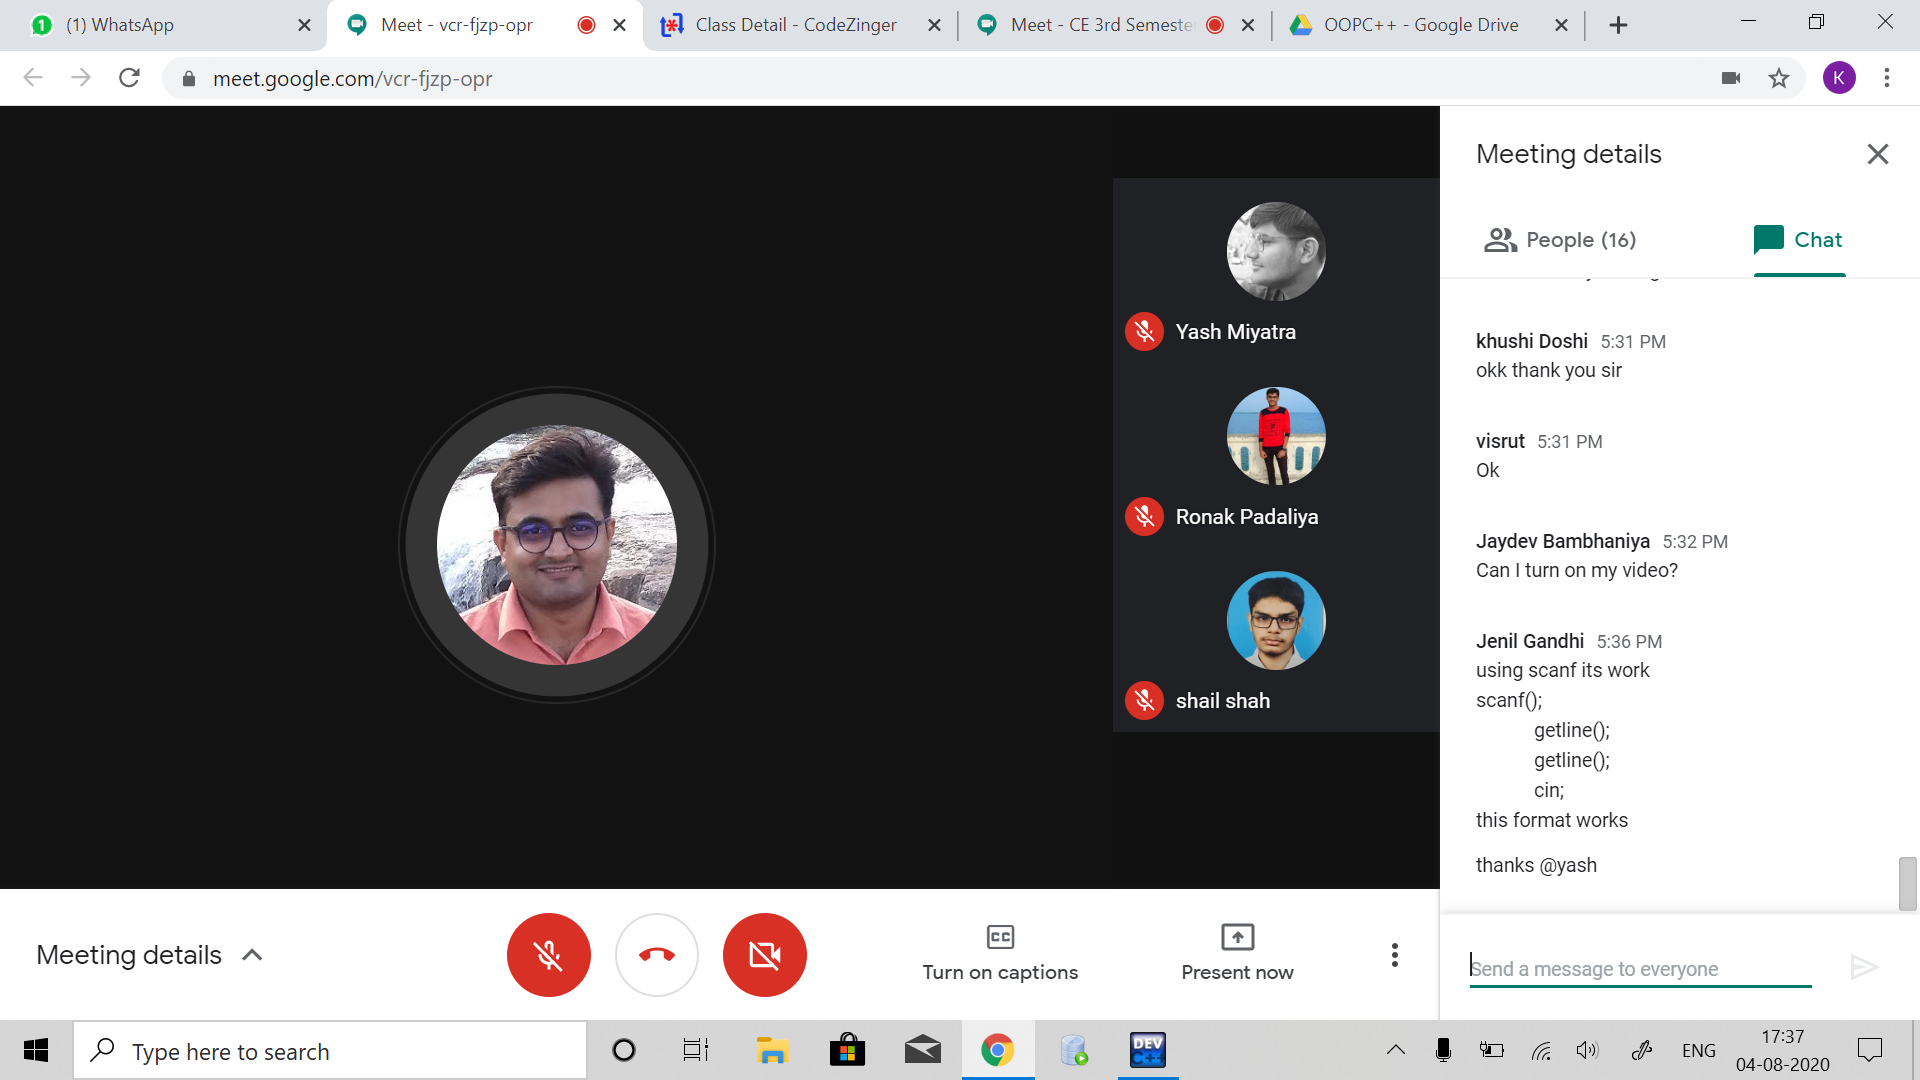 (1) WhatsApp
Meet - vcr-fjzp-opr
Class Detail - CodeZinger
Meet - CE 3rd Semeste
OOPC++ - Google Drive
meet.google.com/vcr-fjzp-opr
K
Yash Miyatra
Ronak Padaliya
shail shah
Meeting details
People (16)
Chat
khushi Doshi 5:31 PM
okk thank you sir
visrut 5:31 PM
Ok
Jaydev Bambhaniya 5:32 PM
Can I turn on my video?
Jenil Gandhi 5:36 PM
using scanf its work
scanf();
getline();
getline();
cin;
this format works
thanks @yash
Send a message to everyone
Meeting details
CC
Turn on captions
Present now
Type here to search
DEV
C++
ENG
17:37
04-08-2020